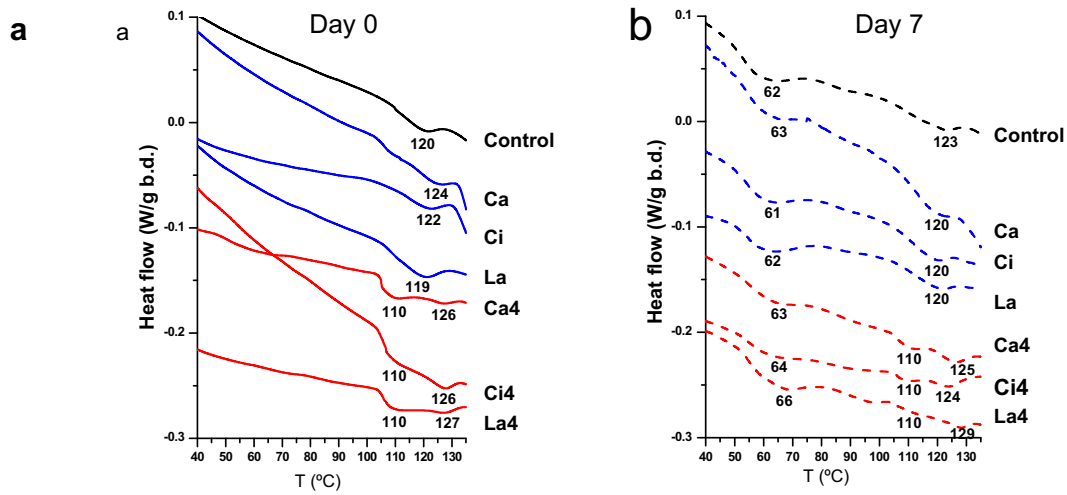 a
a
Day 0
0.1
0.0
-0.1
-0.2
-0.3
Heat flow (W/g b.d.)
120
124
122
119
110
126
110
126
110
127
Control
Ca
Ci
La
Ca4
Ci4
La4
40 50 60 70 80 90 100 110 120 130
T (ºC)
b
Day 7
0.1
0.0
-0.1
-0.2
-0.3
Heat flow (W/g b.d.)
62
123
63
120
61
120
62
120
63
110
125
64
110
124
66
110
129
Control
Ca
Ci
La
Ca4
Ci4
La4
40 50 60 70 80 90 100 110 120 130
T (ºC)